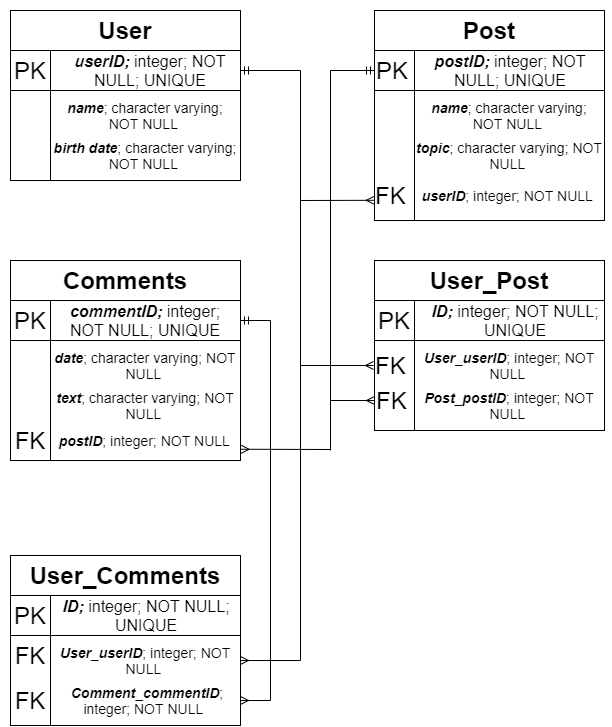 User
PK
userID; integer; NOT
NULL; UNIQUE
name; character varying;
NOT NULL
birth date; character varying;
NOT NULL
Post
PK
postID; integer; NOT
NULL; UNIQUE
name; character varying;
NOT NULL
topic; character varying; NOT
NULL
FK
userID; integer; NOT NULL
Comments
PK
commentID; integer;
NOT NULL; UNIQUE
date; character varying; NOT
NULL
text; character varying; NOT
NULL
FK
postID; integer; NOT NULL
User_Post
PK
ID; integer; NOT NULL;
UNIQUE
FK
User_userID; integer; NOT
NULL
FK
Post_postID; integer; NOT
NULL
User_Comments
PK
ID; integer; NOT NULL;
UNIQUE
FK
User_userID; integer; NOT
NULL
FK
Comment_commentID;
integer; NOT NULL